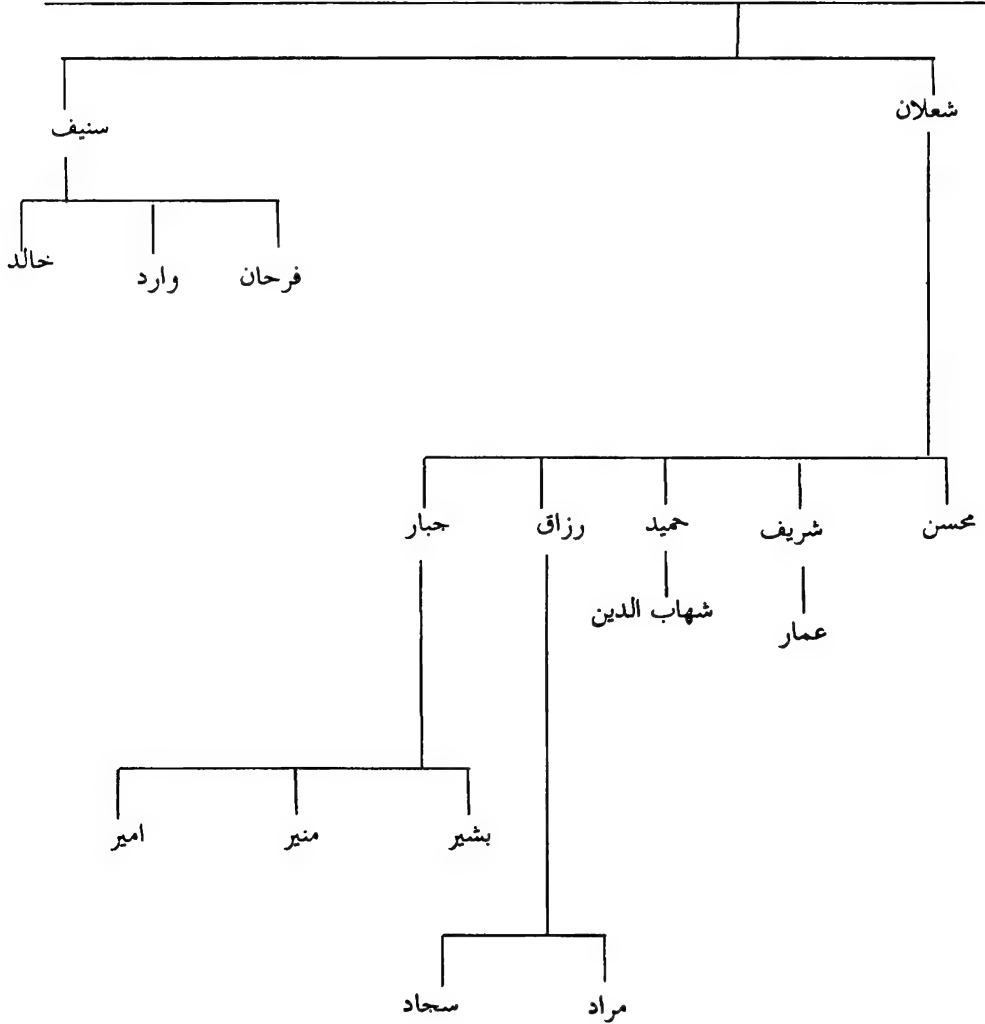 شعلان سنيف
فرحان وارد خالد
محسن شريف حميد رزاق جبار
عمار شهاب الدين
بشير منير امير
مراد سجاد